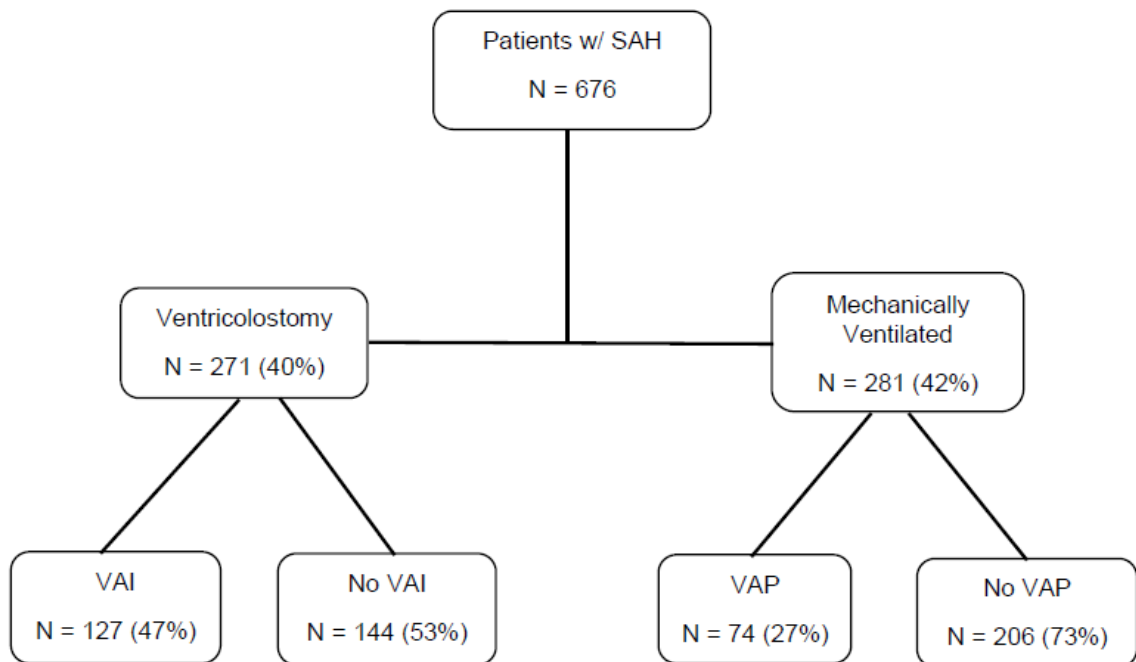 Patients w/ SAH
N = 676
Ventricolostomy
N = 271 (40%)
Mechanically
Ventilated
N = 281 (42%)
VAI
N = 127 (47%)
No VAI
N = 144 (53%)
VAP
N = 74 (27%)
No VAP
N = 206 (73%)